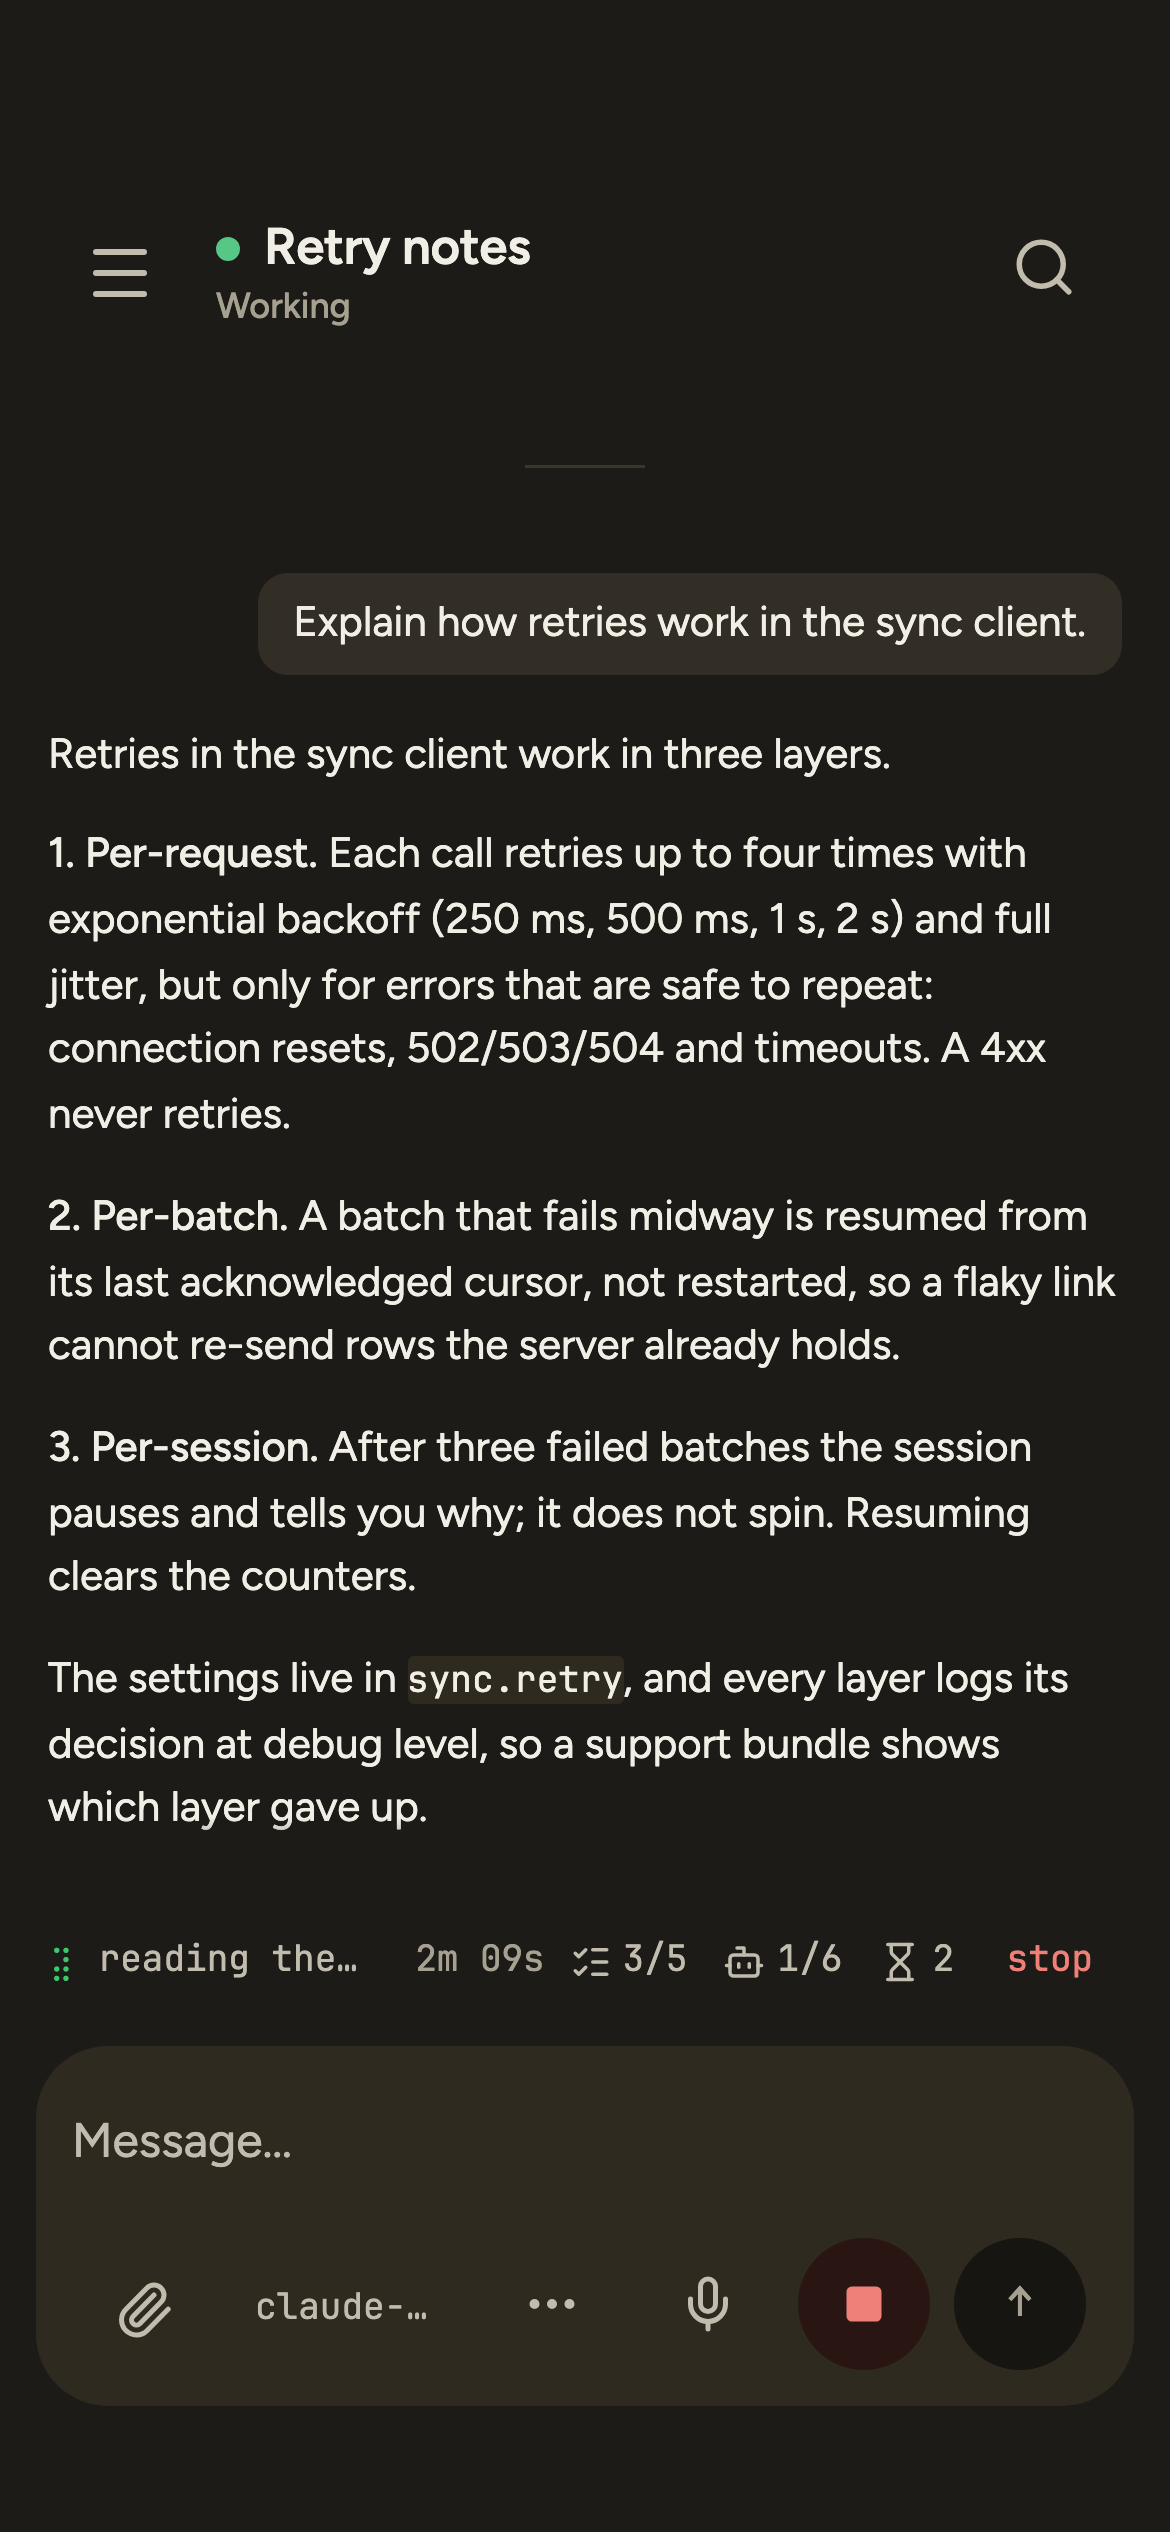 Retry notes
Working
Explain how retries work in the sync client.
Retries in the sync client work in three layers.
1. Per-request. Each call retries up to four times with
exponential backoff (250 ms, 500 ms, 1 s, 2 s) and full
jitter, but only for errors that are safe to repeat:
connection resets, 502/503/504 and timeouts. A 4xx
never retries.
2. Per-batch. A batch that fails midway is resumed from
its last acknowledged cursor, not restarted, so a flaky link
cannot re-send rows the server already holds.
3. Per-session. After three failed batches the session
pauses and tells you why; it does not spin. Resuming
clears the counters.
The settings live in sync.retry, and every layer logs its
decision at debug level, so a support bundle shows
which layer gave up.
reading the… 2m 09s 3/5 1/6 2 stop
Message…
claude-…